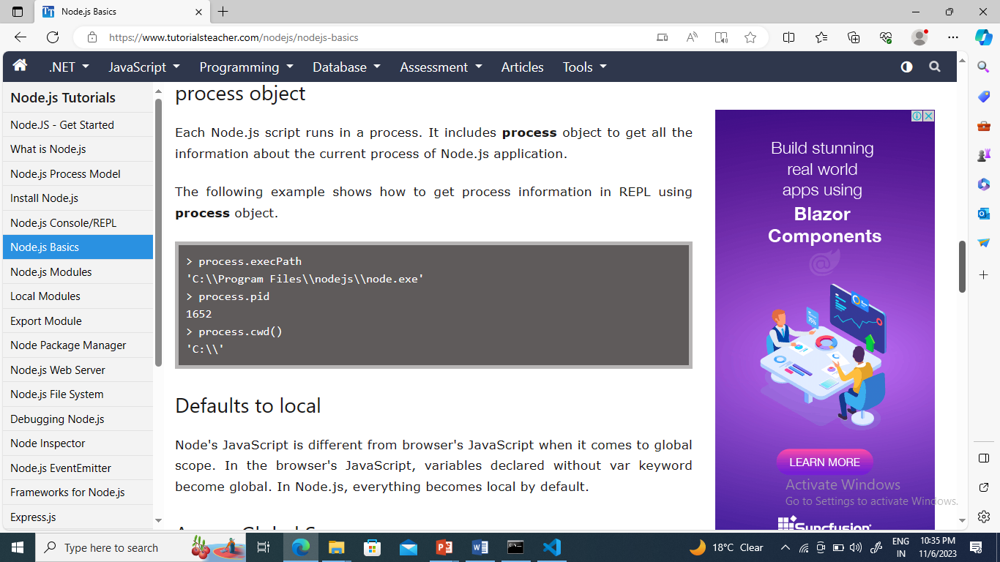 Node.js Basics
https://www.tutorialsteacher.com/nodejs/nodejs-basics
.NET JavaScript Programming Database Assessment Articles Tools
Node.js Tutorials
NodeJS - Get Started
What is Node.js
Node.js Process Model
Install Node.js
Node.js Console/REPL
Node.js Basics
Node.js Modules
Local Modules
Export Module
Node Package Manager
Node.js Web Server
Node.js File System
Debugging Node.js
Node Inspector
Node.js EventEmitter
Frameworks for Node.js
Express.js
process object
Each Node.js script runs in a process. It includes process object to get all the
information about the current process of Node.js application.
The following example shows how to get process information in REPL using
process object.
> process.execPath
'C:\\Program Files\\nodejs\\node.exe'
> process.pid
1652
> process.cwd()
'C:\\'
Defaults to local
Node's JavaScript is different from browser's JavaScript when it comes to global
scope. In the browser's JavaScript, variables declared without var keyword
become global. In Node.js, everything becomes local by default.
Build stunning
real world
apps using
Blazor
Components
LEARN MORE
Syncfusion
Activate Windows
Go to Settings to activate Windows.
Type here to search
18°C Clear
ENG
IN
10:35 PM
11/6/2023